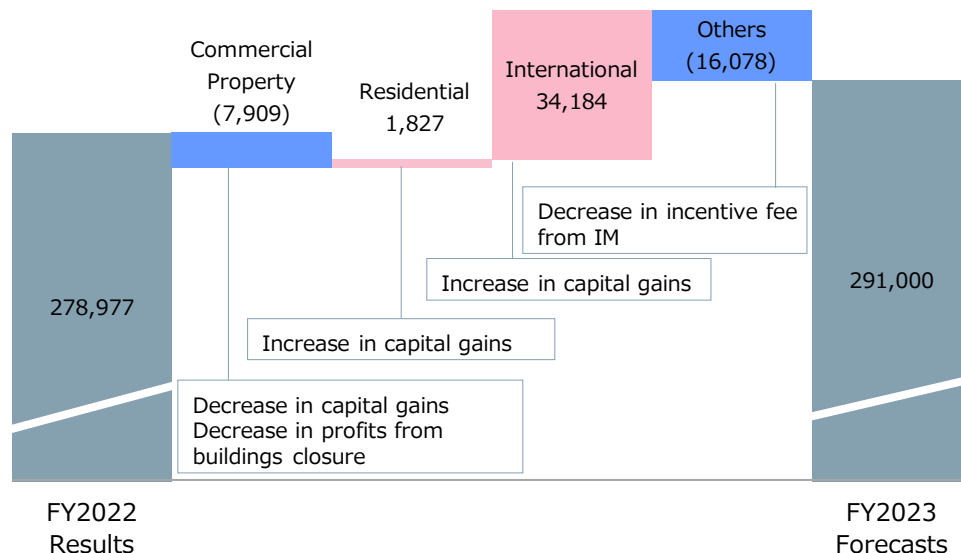 Commercial
Property
(7,909)
Residential
1,827
International
34,184
Others
(16,078)
Decrease in incentive fee
from IM
Increase in capital gains
Increase in capital gains
Decrease in capital gains
Decrease in profits from
buildings closure
278,977
291,000
FY2022
Results
FY2023
Forecasts